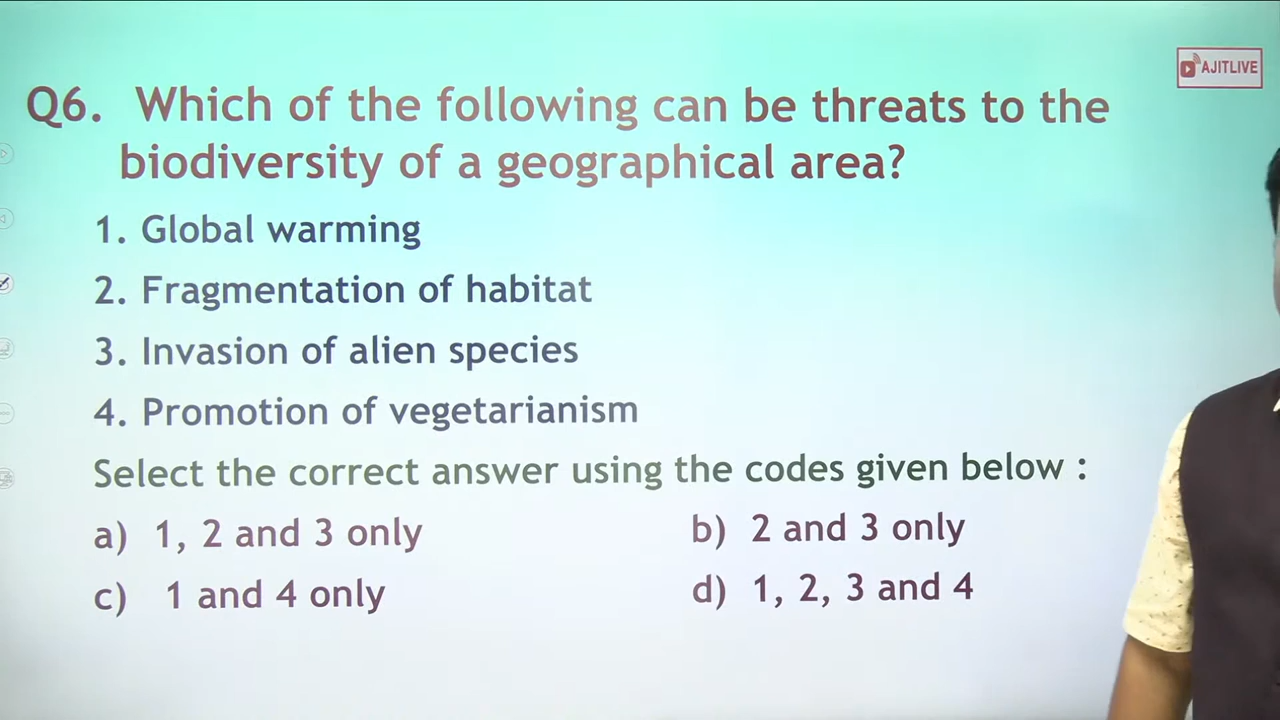 AJITLIVE
Q6. Which of the following can be threats to the
biodiversity of a geographical area?
1. Global warming
2. Fragmentation of habitat
3. Invasion of alien species
4. Promotion of vegetarianism
Select the correct answer using the codes given below :
a) 1, 2 and 3 only b) 2 and 3 only
c) 1 and 4 only d) 1, 2, 3 and 4